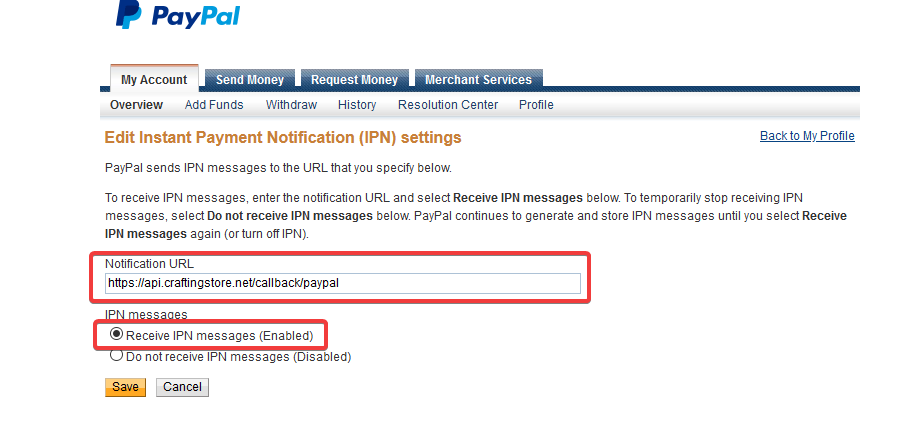 PayPal
My Account Send Money Request Money Merchant Services
Overview Add Funds Withdraw History Resolution Center Profile
Edit Instant Payment Notification (IPN) settings Back to My Profile
PayPal sends IPN messages to the URL that you specify below.
To receive IPN messages, enter the notification URL and select Receive IPN messages below. To temporarily stop receiving IPN
messages, select Do not receive IPN messages below. PayPal continues to generate and store IPN messages until you select Receive
IPN messages again (or turn off IPN).
Notification URL
https://api.craftingstore.net/callback/paypal
IPN messages
Receive IPN messages (Enabled)
Do not receive IPN messages (Disabled)
Save Cancel